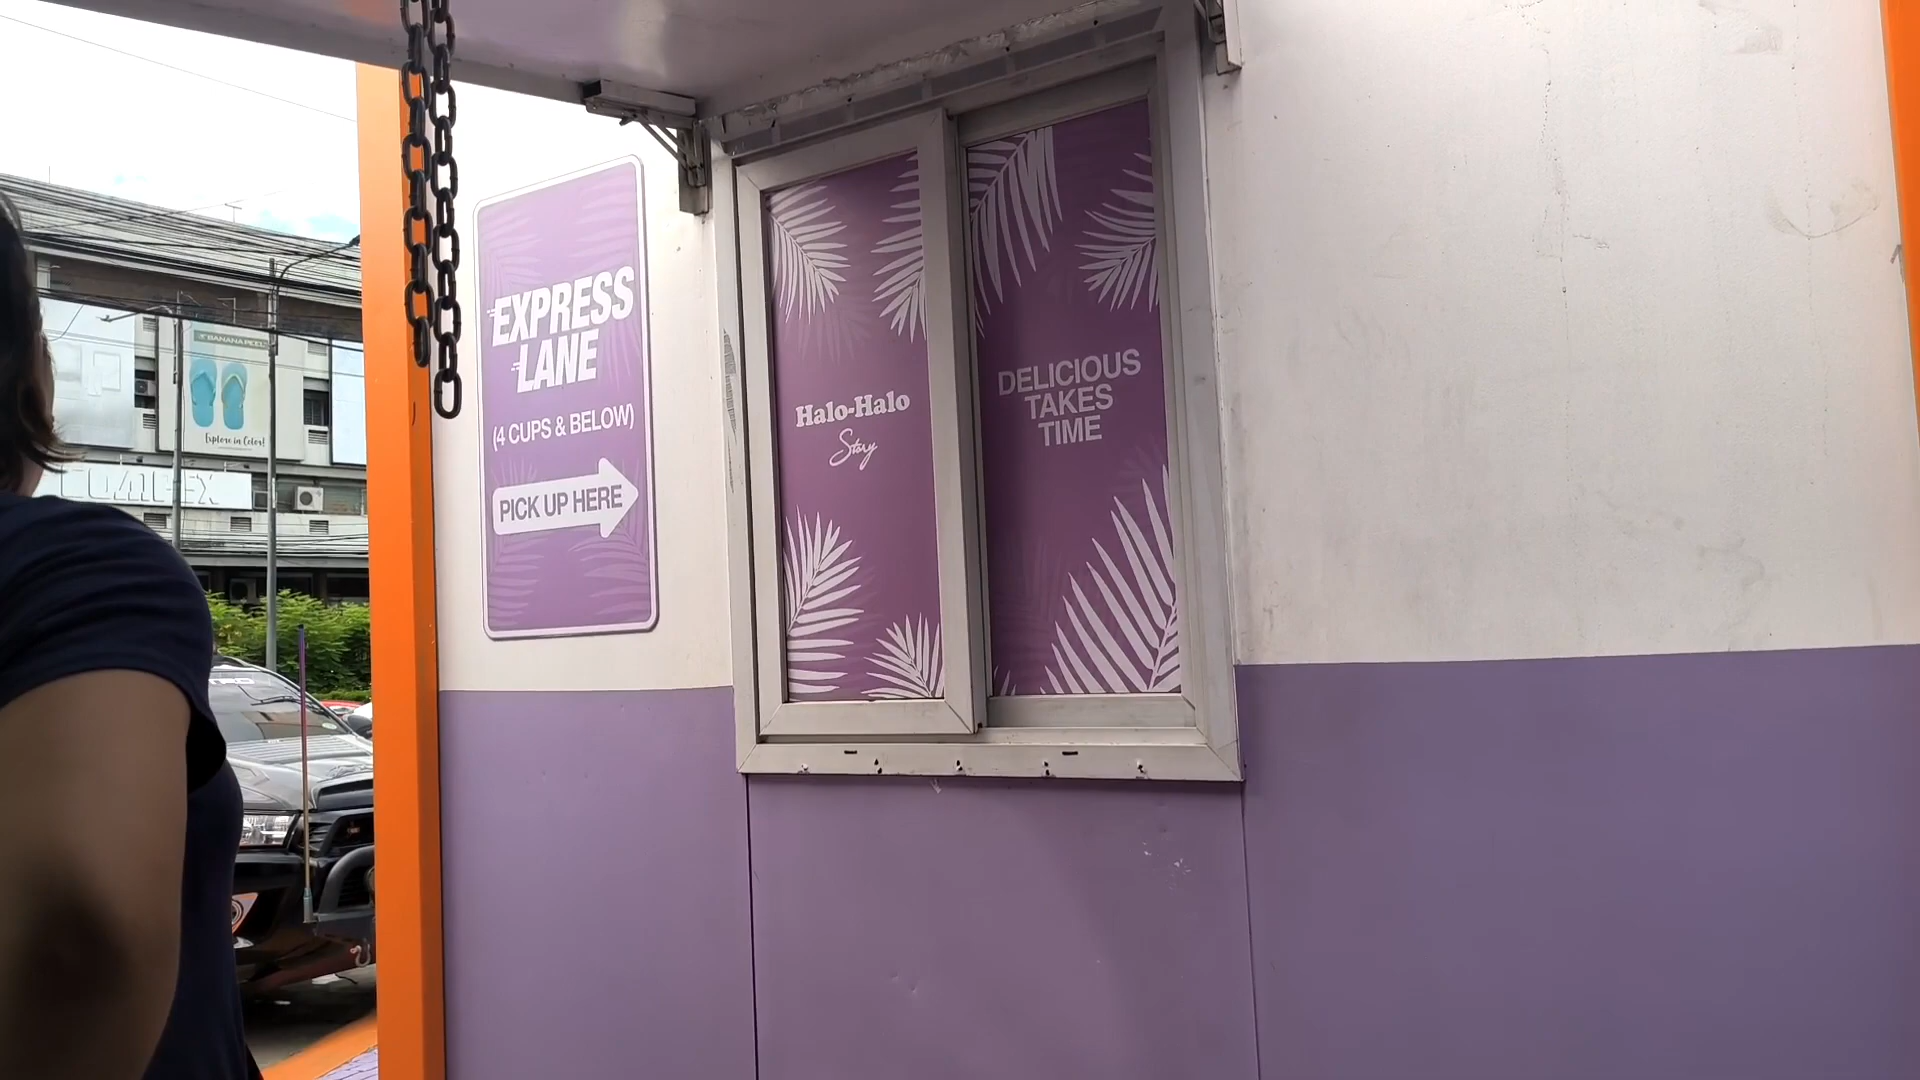 BANANA PEEL
Explore in Color!
EXPRESS
LANE
(4 CUPS & BELOW)
PICK UP HERE
Halo-Halo
Story
DELICIOUS
TAKES
TIME